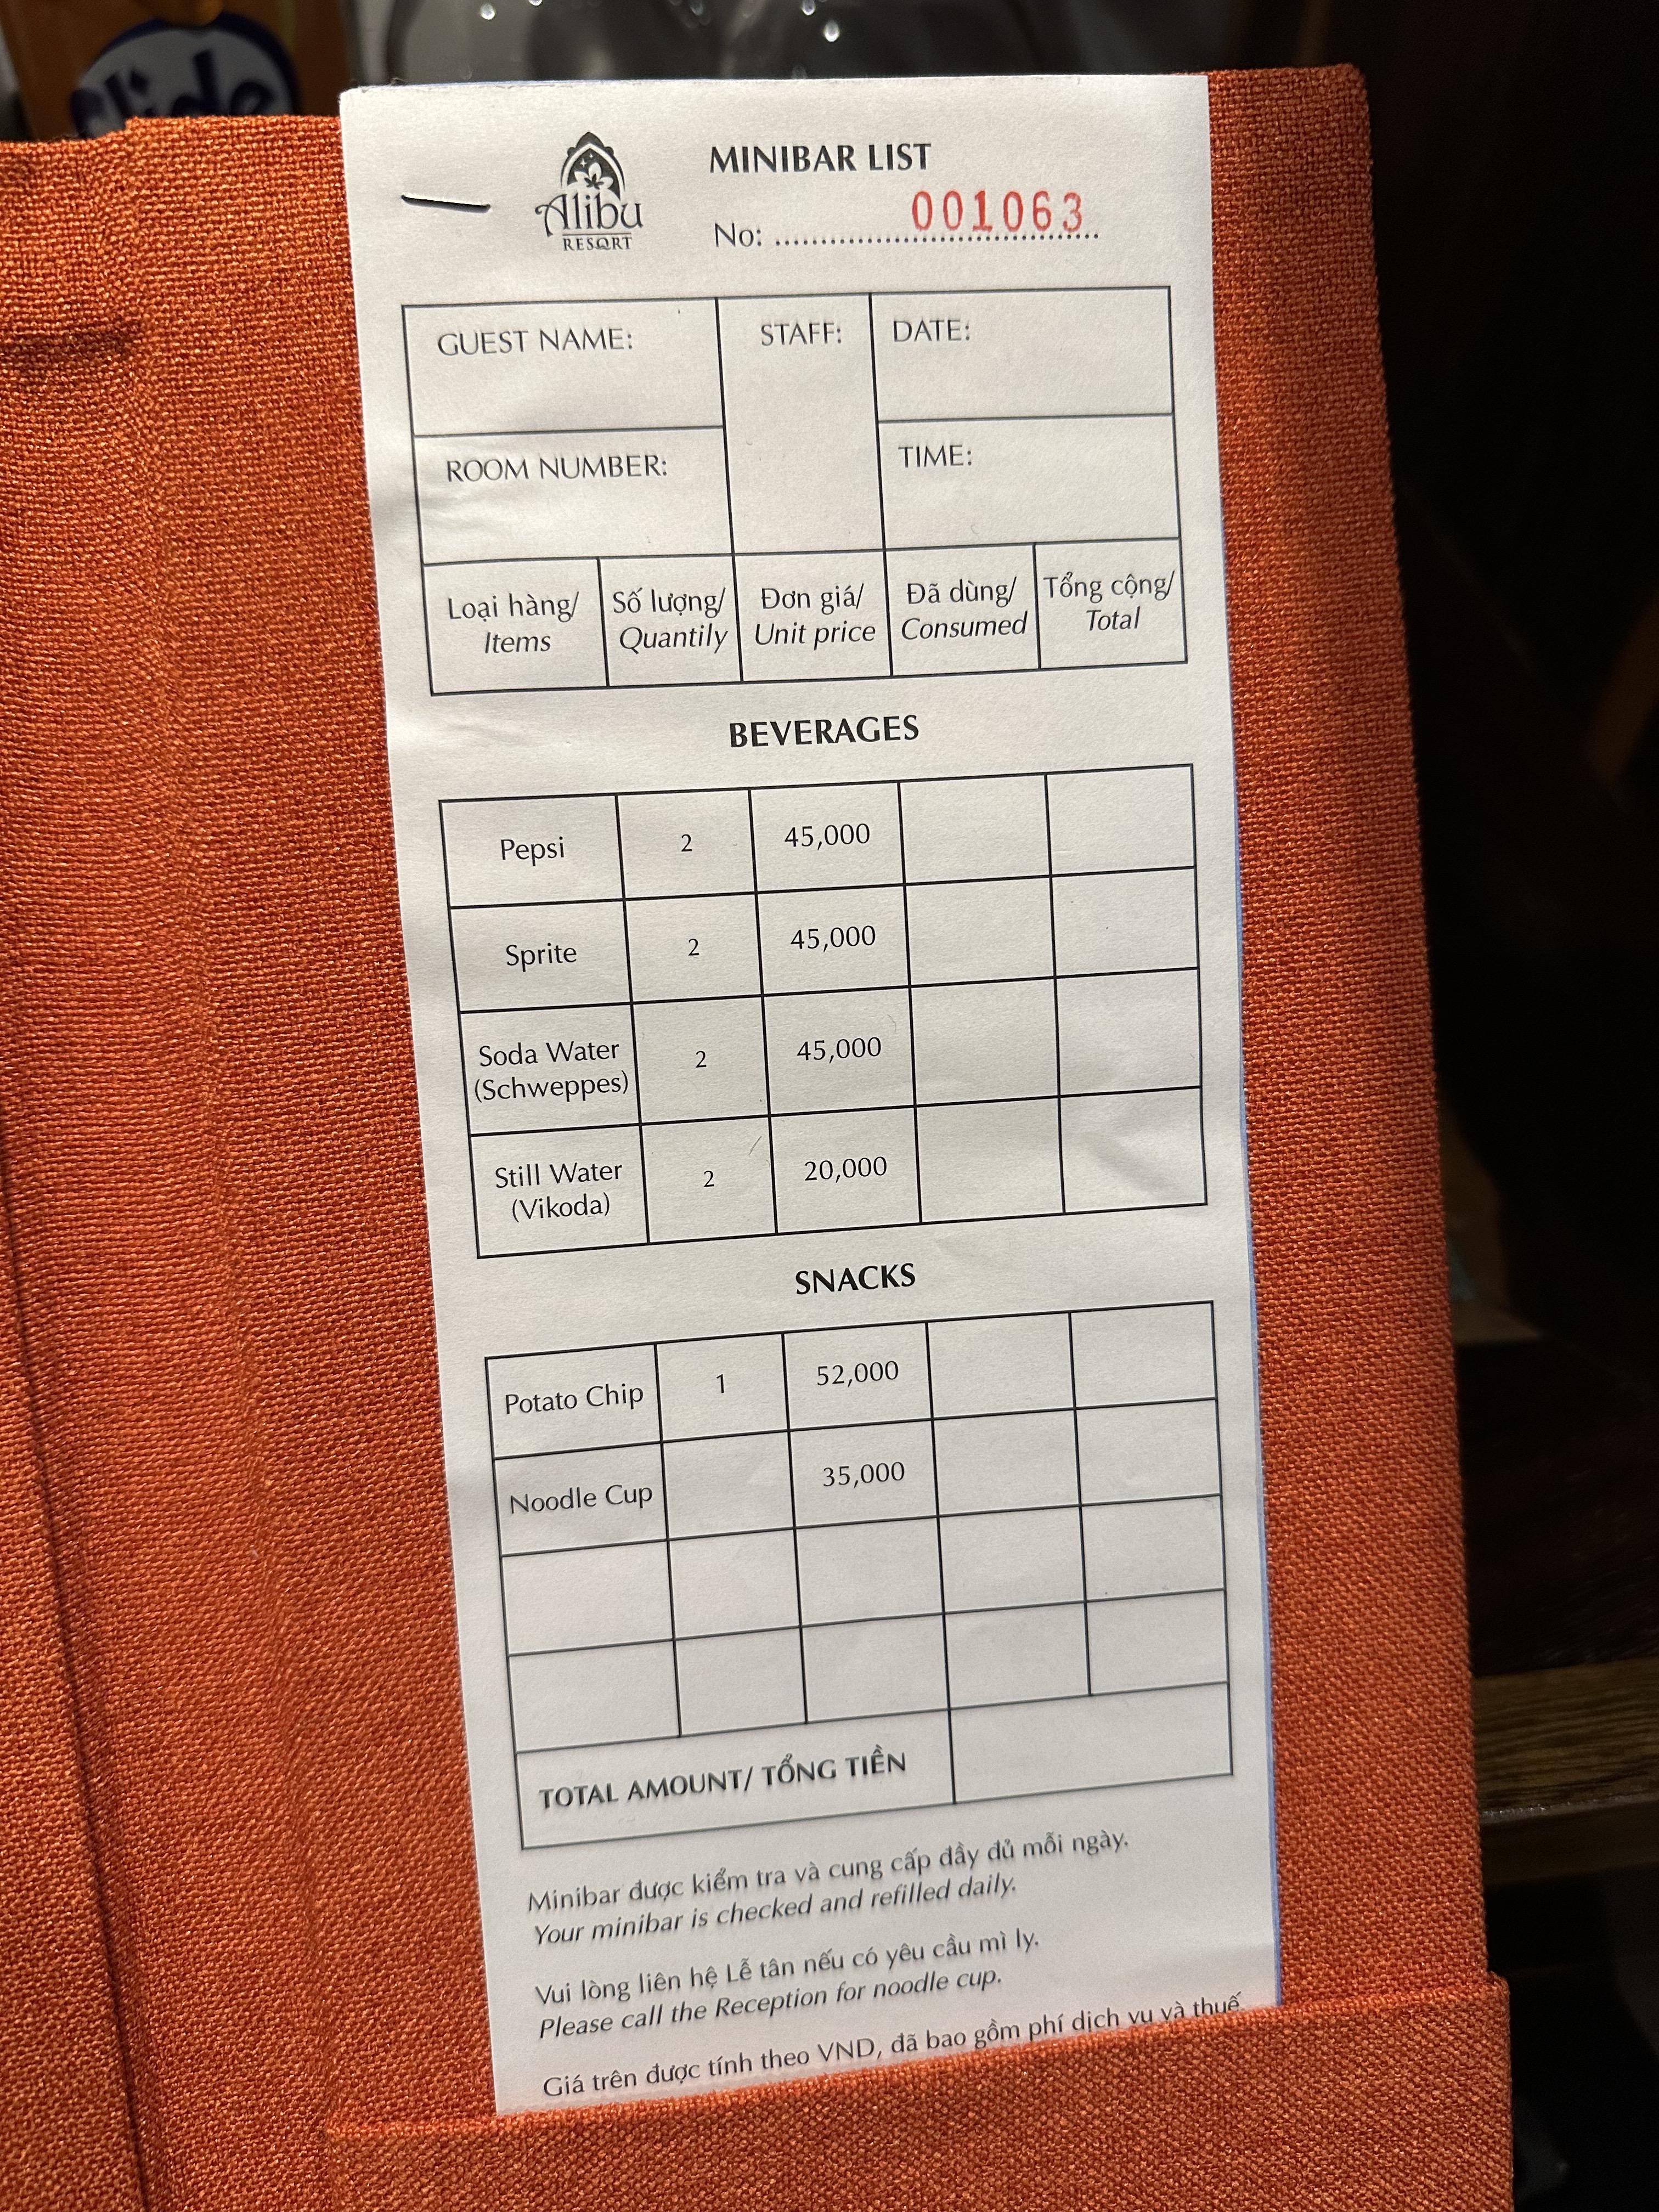 Alibu
RESORT
MINIBAR LIST
No: 001063
GUEST NAME:
STAFF:
DATE:
ROOM NUMBER:
TIME:
Loại hàng/
Items
Số lượng/
Quantily
Đơn giá/
Unit price
Đã dùng/
Consumed
Tổng cộng/
Total
BEVERAGES
Pepsi 2 45,000
Sprite 2 45,000
Soda Water
(Schweppes) 2 45,000
Still Water
(Vikoda) 2 20,000
SNACKS
Potato Chip 1 52,000
Noodle Cup 35,000
TOTAL AMOUNT/ TỔNG TIỀN
Minibar được kiểm tra và cung cấp đầy đủ mỗi ngày.
Your minibar is checked and refilled daily.
Vui lòng liên hệ Lễ tân nếu có yêu cầu mì ly.
Please call the Reception for noodle cup.
Giá trên được tính theo VND, đã bao gồm phí dịch vụ và thuế.